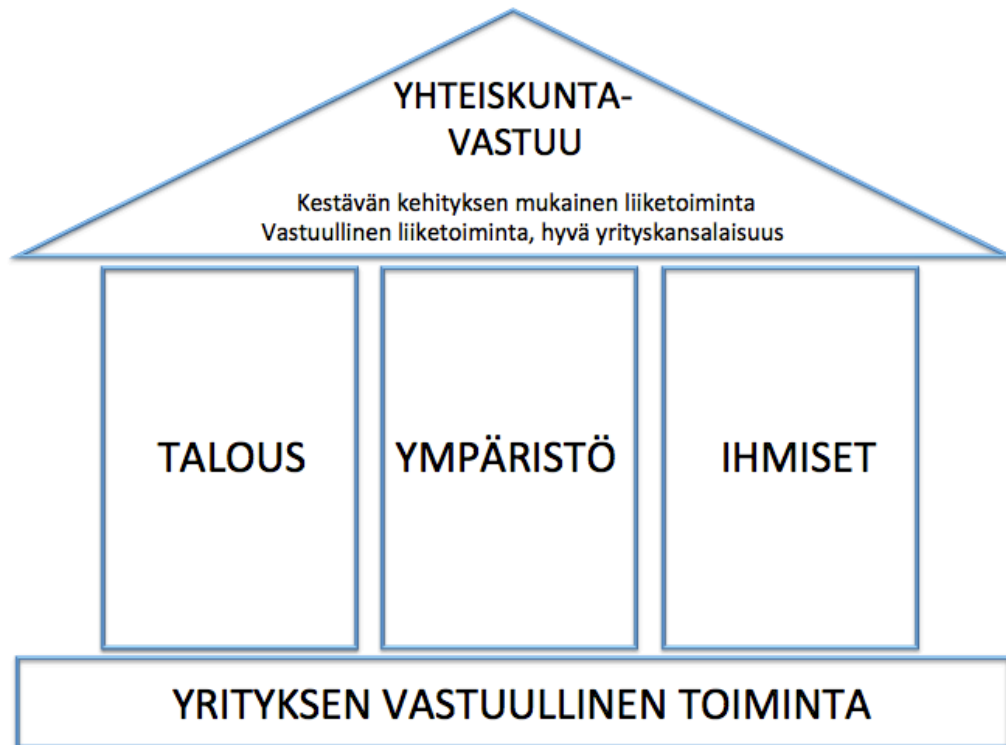 YHTEISKUNTA-
VASTUU
Kestävän kehityksen mukainen liiketoiminta
Vastuullinen liiketoiminta, hyvä yrityskansalaisuus
TALOUS
YMPÄRISTÖ
IHMISET
YRITYKSEN VASTUULLINEN TOIMINTA